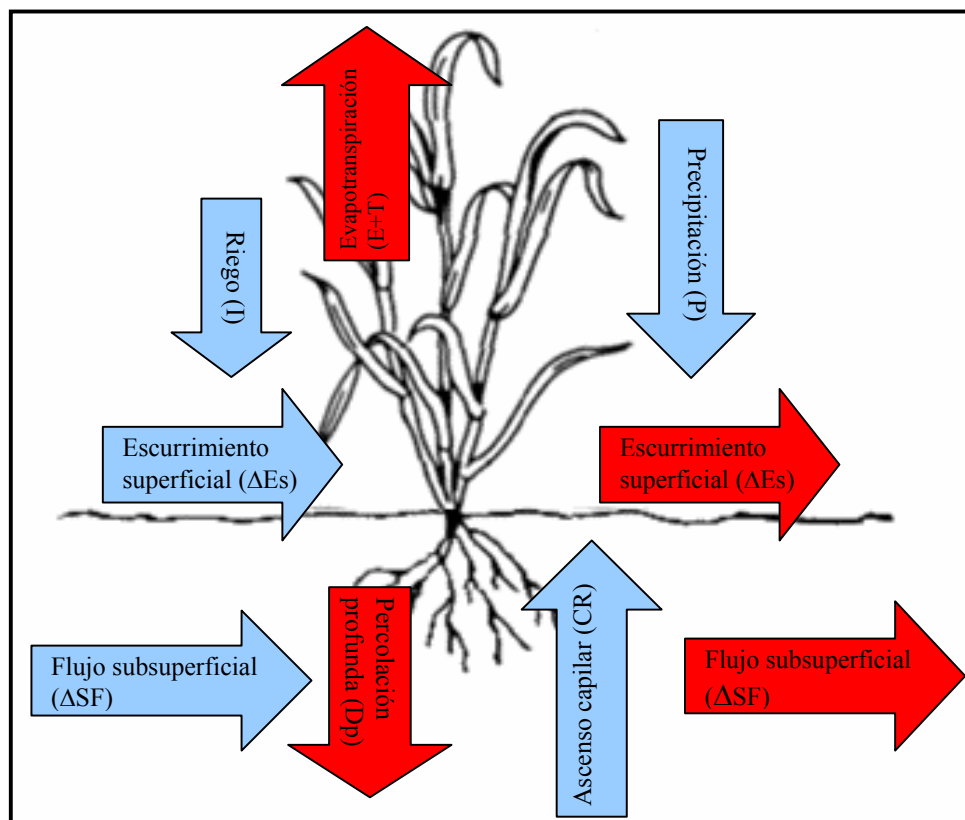 Evapotranspiración
(E+T)
Precipitación (P)
Riego (I)
Escurrimiento
superficial (ΔEs)
Escurrimiento
superficial (ΔEs)
Percolación
profunda (Dp)
Ascenso capilar (CR)
Flujo subsuperficial
(ΔSF)
Flujo subsuperficial
(ΔSF)